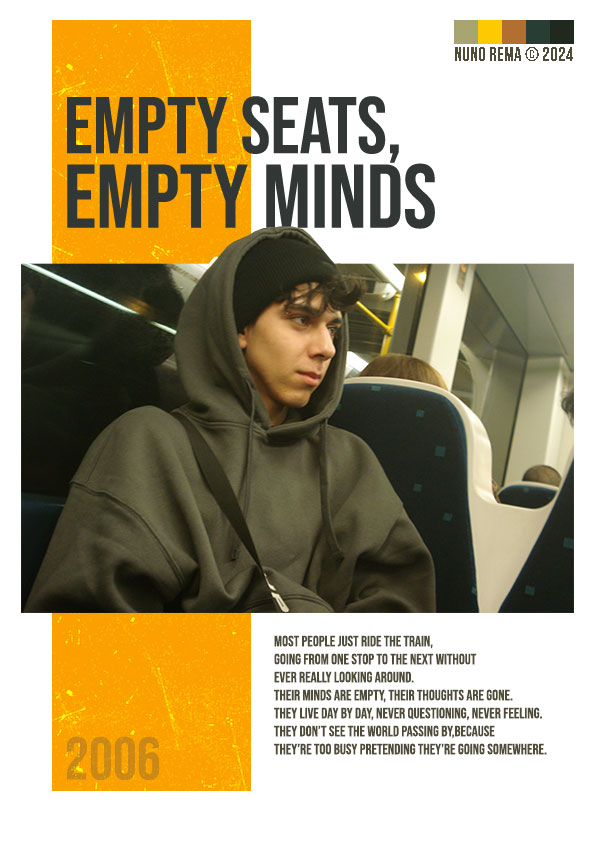 NUNO REMA © 2024
EMPTY SEATS,
EMPTY MINDS
MOST PEOPLE JUST RIDE THE TRAIN,
GOING FROM ONE STOP TO THE NEXT WITHOUT
EVER REALLY LOOKING AROUND.
THEIR MINDS ARE EMPTY, THEIR THOUGHTS ARE GONE.
THEY LIVE DAY BY DAY, NEVER QUESTIONING, NEVER FEELING.
THEY DON'T SEE THE WORLD PASSING BY,BECAUSE
THEY'RE TOO BUSY PRETENDING THEY'RE GOING SOMEWHERE.
2006